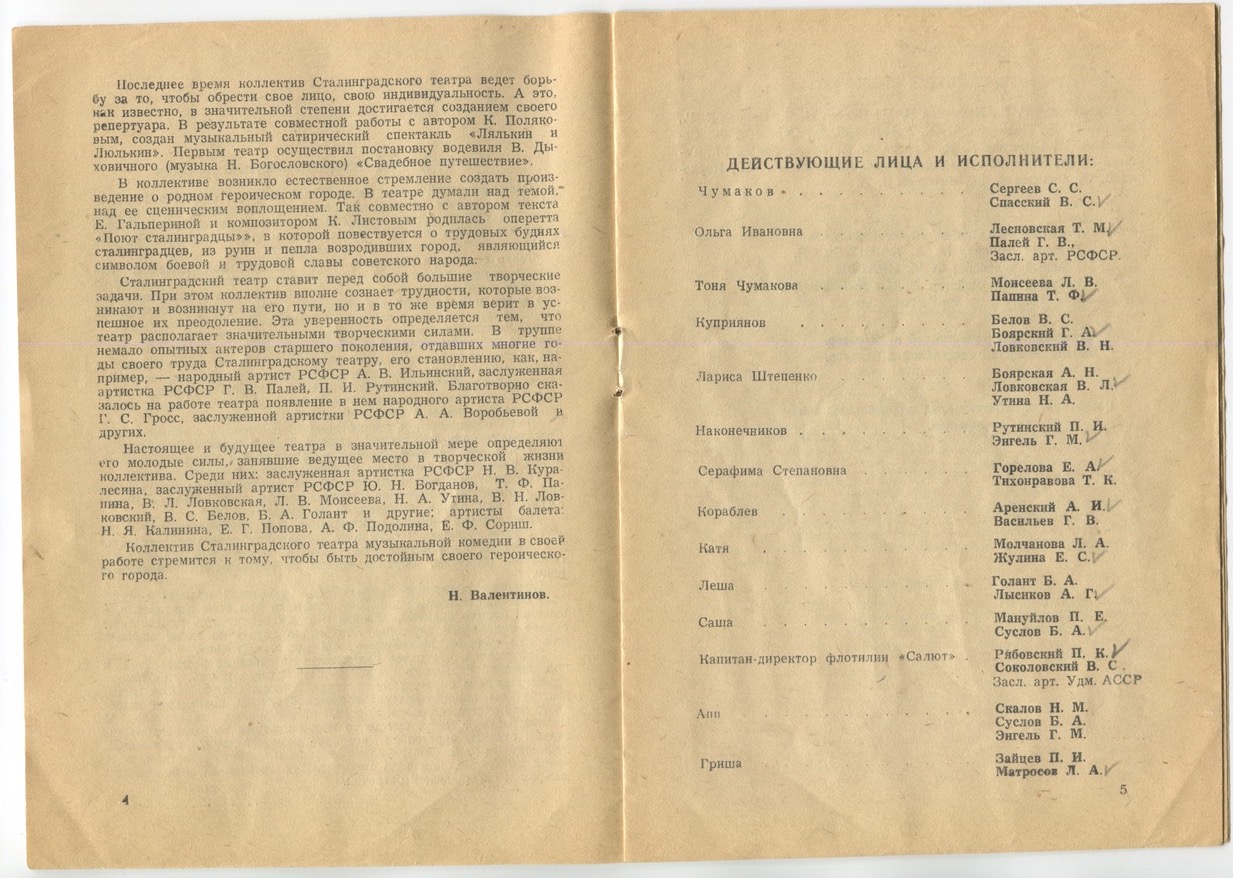 Последнее время коллектив Сталинградского театра ведет борь-
бу за то, чтобы обрести свое лицо, свою индивидуальность. А это,
как известно, в значительной степени достигается созданием своего
репертуара. В результате совместной работы с автором К. Поляко-
вым, создан музыкальный сатирический спектакль «Лялькин и
Люлькин». Первым театр осуществил постановку водевиля В. Ды-
ховичного (музыка Н. Богословского) «Свадебное путешествие».
В коллективе возникло естественное стремление создать произ-
ведение о родном героическом городе. В театре думали над темой,
над ее сценическим воплощением. Так совместно с автором текста
Е. Гальпериной и композитором К. Листовым родилась оперетта
«Поют сталинградцы»», в которой повествуется о трудовых буднях
сталинградцев, из руин и пепла возродивших город, являющийся
символом боевой и трудовой славы советского народа.
Сталинградский театр ставит перед собой большие творческие
задачи. При этом коллектив вполне сознает трудности, которые воз-
никают и возникнут на его пути, но и в то же время верит в ус-
пешное их преодоление. Эта уверенность определяется тем, что
театр располагает значительными творческими силами. В труппе
немало опытных актеров старшего поколения, отдавших многие го-
ды своего труда Сталинградскому театру, его становлению, как, на-
пример, — народный артист РСФСР А. В. Ильинский, заслуженная
артистка РСФСР Г. В. Палей, П. И. Рутинский. Благотворно ска-
залось на работе театра появление в нем народного артиста РСФСР
Г. С. Гросс, заслуженной артистки РСФСР А. А. Воробьевой и
других.
Настоящее и будущее театра в значительной мере определяют
его молодые силы, занявшие ведущее место в творческой жизни
коллектива. Среди них: заслуженная артистка РСФСР Н. В. Кура-
лесина, заслуженный артист РСФСР Ю. Н. Богданов, Т. Ф. Па-
пина, В. Л. Ловковская, Л. В. Моисеева, Н. А. Утина, В. Н. Лов-
ковский, В. С. Белов, Б. А. Голант и другие; артисты балета:
Н. Я. Калинина, Е. Г. Попова, А. Ф. Подолина, Е. Ф. Сориш.
Коллектив Сталинградского театра музыкальной комедии в своей
работе стремится к тому, чтобы быть достойным своего героическо-
го города.
Н. Валентинов.
4
ДЕЙСТВУЮЩИЕ ЛИЦА И ИСПОЛНИТЕЛИ:
Чумаков . . . . . . . . . . . Сергеев С. С.
Спасский В. С.
Ольга Ивановна . . . . . . . . . Лесновская Т. М.
Палей Г. В.,
Засл. арт. РСФСР.
Тоня Чумакова . . . . . . . . . Моисеева Л. В.
Папина Т. Ф.
Куприянов . . . . . . . . . . Белов В. С.
Боярский Г. А.
Ловковский В. Н.
Лариса Штепенко . . . . . . . . Боярская А. Н.
Ловковская В. Л.
Утина Н. А.
Наконечников . . . . . . . . . . Рутинский П. И.
Энгель Г. М.
Серафима Степановна . . . . . . . Горелова Е. А.
Тихонравова Т. К.
Кораблев . . . . . . . . . . Аренский А. И.
Васильев Г. В.
Катя . . . . . . . . . . . . Молчанова Л. А.
Жулина Е. С.
Леша . . . . . . . . . . . . Голант Б. А.
Лысиков А. Г.
Саша . . . . . . . . . . . . Мануйлов П. Е.
Суслов Б. А.
Капитан-директор флотилии «Салют» . Рябовский П. К.
Соколовский В. С.
Засл. арт. Удм. АССР
Апп . . . . . . . . . . . . Скалов Н. М.
Суслов Б. А.
Энгель Г. М.
Гриша . . . . . . . . . . . Зайцев П. И.
Матросов Л. А.
5